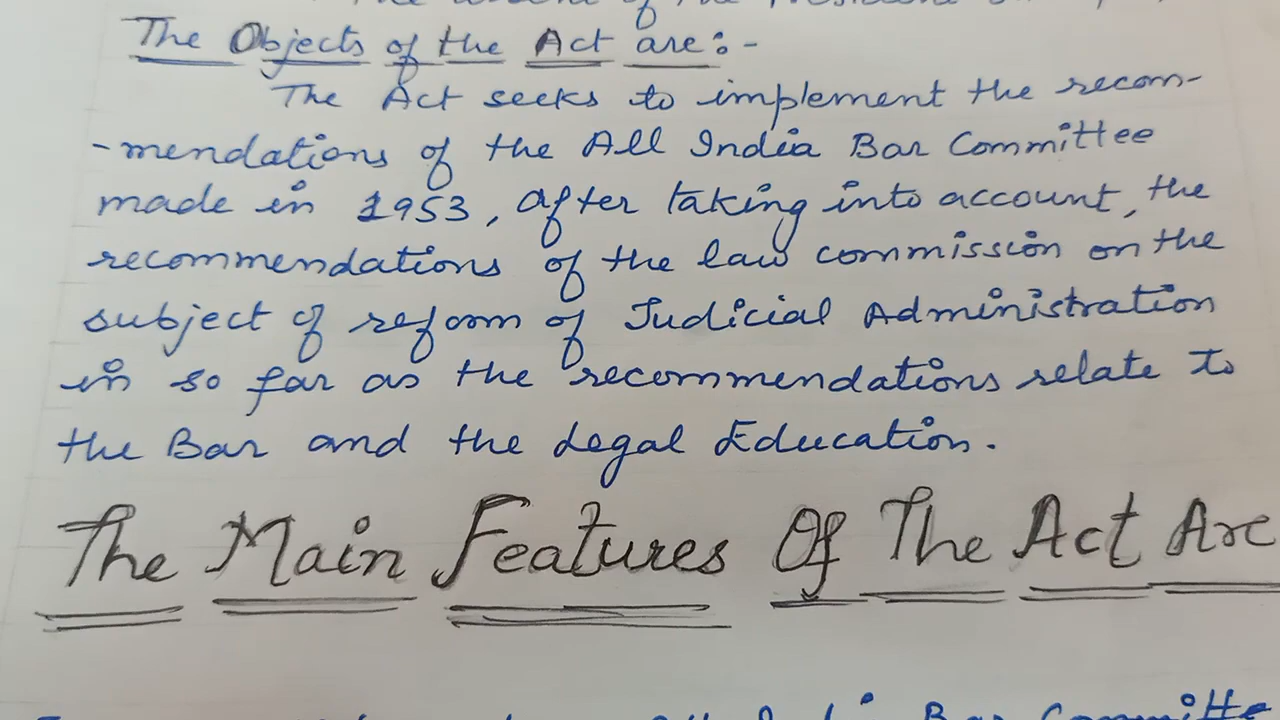 The Objects of the Act are:-
The Act seeks to implement the recom-
-mendations of the All India Bar Committee
made in 1953, after taking into account, the
recommendations of the law commission on the
subject of reform of Judicial Administration
in so far as the recommendations relate to
the Bar and the Legal Education.
The Main Features Of The Act Are
Bar Committe